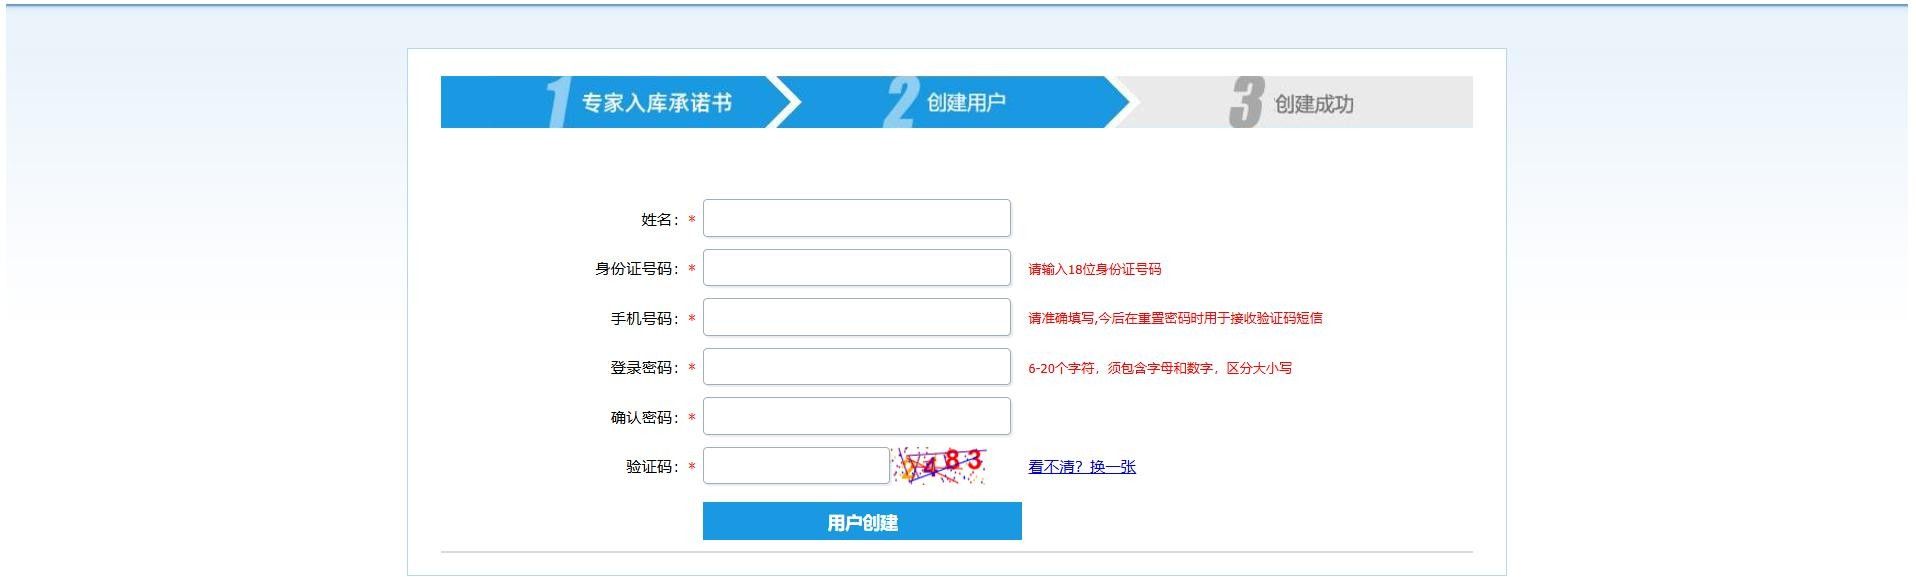 1 专家入库承诺书 2 创建用户 3 创建成功
姓名：*
身份证号码：* 请输入18位身份证号码
手机号码：* 请准确填写,今后在重置密码时用于接收验证码短信
登录密码：* 6-20个字符，须包含字母和数字，区分大小写
确认密码：*
验证码：* 2483 看不清？换一张
用户创建